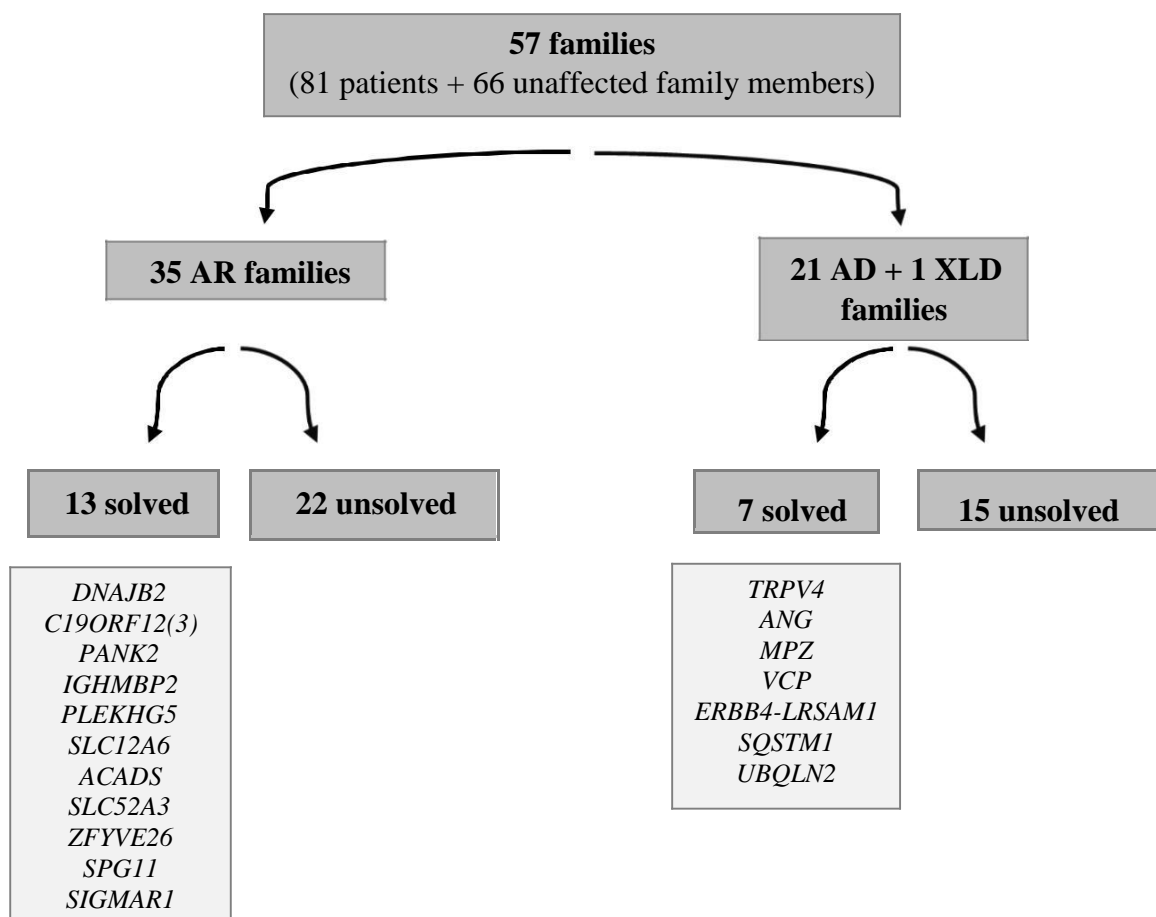 57 families
(81 patients + 66 unaffected family members)
35 AR families
21 AD + 1 XLD
families
13 solved
22 unsolved
7 solved
15 unsolved
DNAJB2
C19ORF12(3)
PANK2
IGHMBP2
PLEKHG5
SLC12A6
ACADS
SLC52A3
ZFYVE26
SPG11
SIGMAR1
TRPV4
ANG
MPZ
VCP
ERBB4-LRSAM1
SQSTM1
UBQLN2